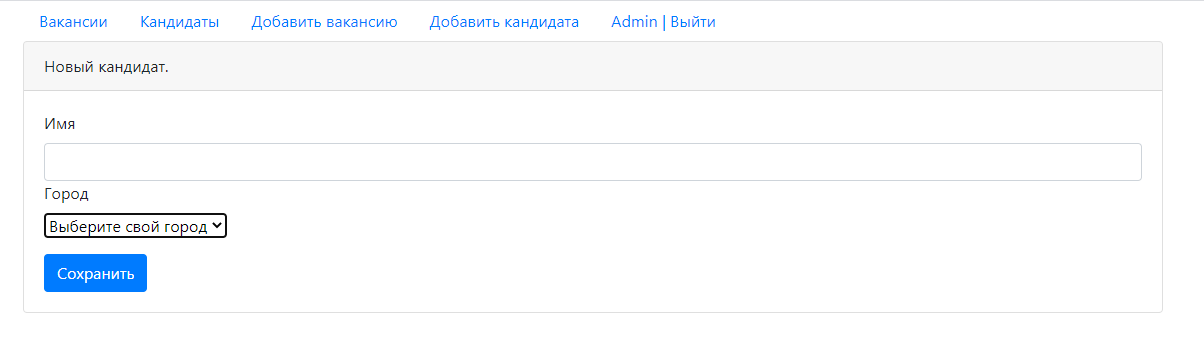 Вакансии Кандидаты Добавить вакансию Добавить кандидата Admin | Выйти
Новый кандидат.
Имя
Город
Выберите свой город
Сохранить